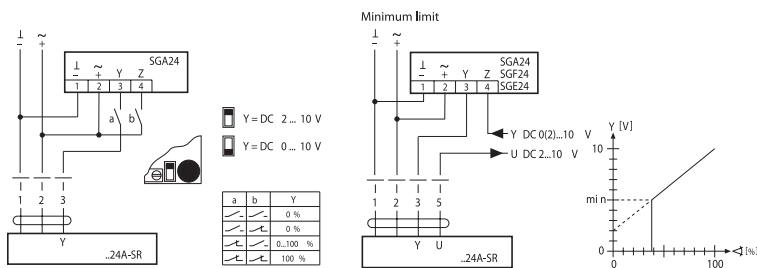 Minimum limit
⊥ ~
- +
SGA24
⊥ ~ Y Z
- +
1 2 3 4
a b
Y = DC 2 ... 10 V
Y = DC 0 ... 10 V
1 2 3
Y
..24A-SR
a b Y
0 %
0 %
0...100 %
100 %
⊥ ~
- +
SGA24
SGF24
SGE24
⊥ ~ Y Z
- +
1 2 3 4
Y DC 0(2)...10 V
U DC 2...10 V
1 2 3 5
Y U
..24A-SR
Y [V]
10
min
0
0 100
[%]